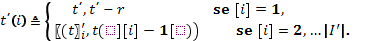 t′(i) ≜ { t′, t′ − r se [i] = 1,
⟦(t)′ᵢ, t(□][i] − 1[□)⟧ se [i] = 2, …|I′|.